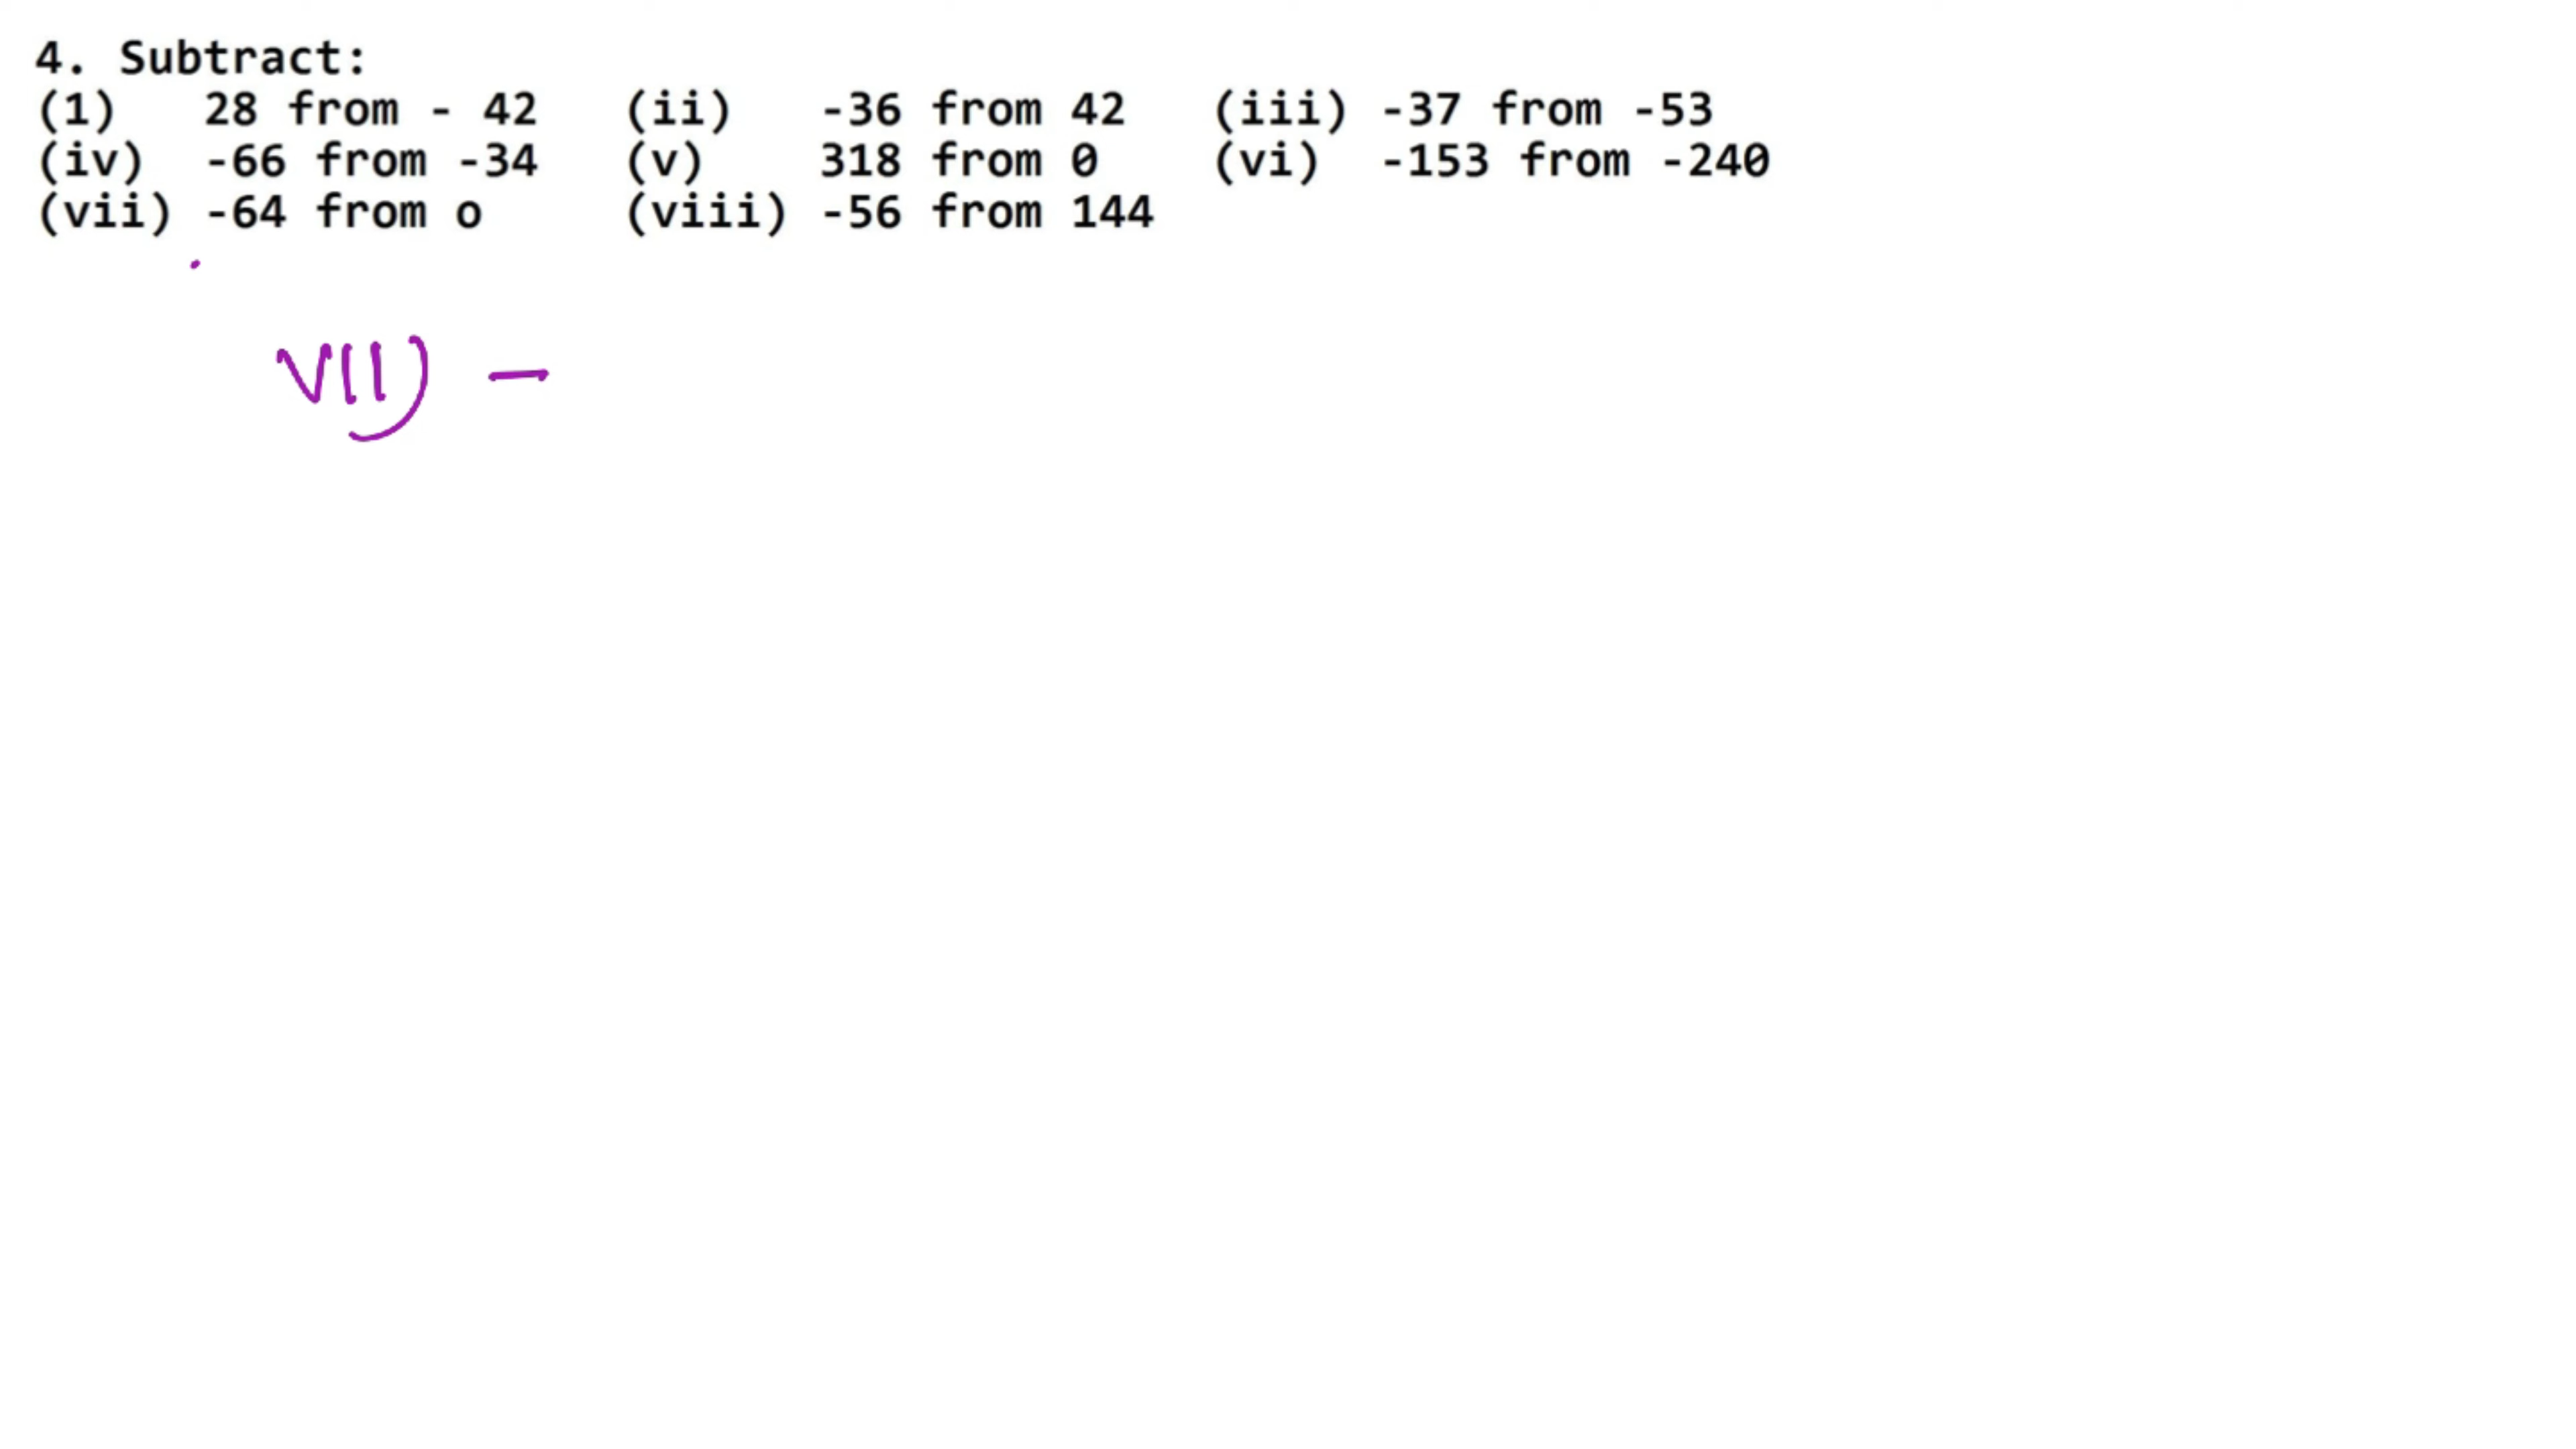 4. Subtract:
(1) 28 from - 42 (ii) -36 from 42 (iii) -37 from -53
(iv) -66 from -34 (v) 318 from 0 (vi) -153 from -240
(vii) -64 from o (viii) -56 from 144
VII) -